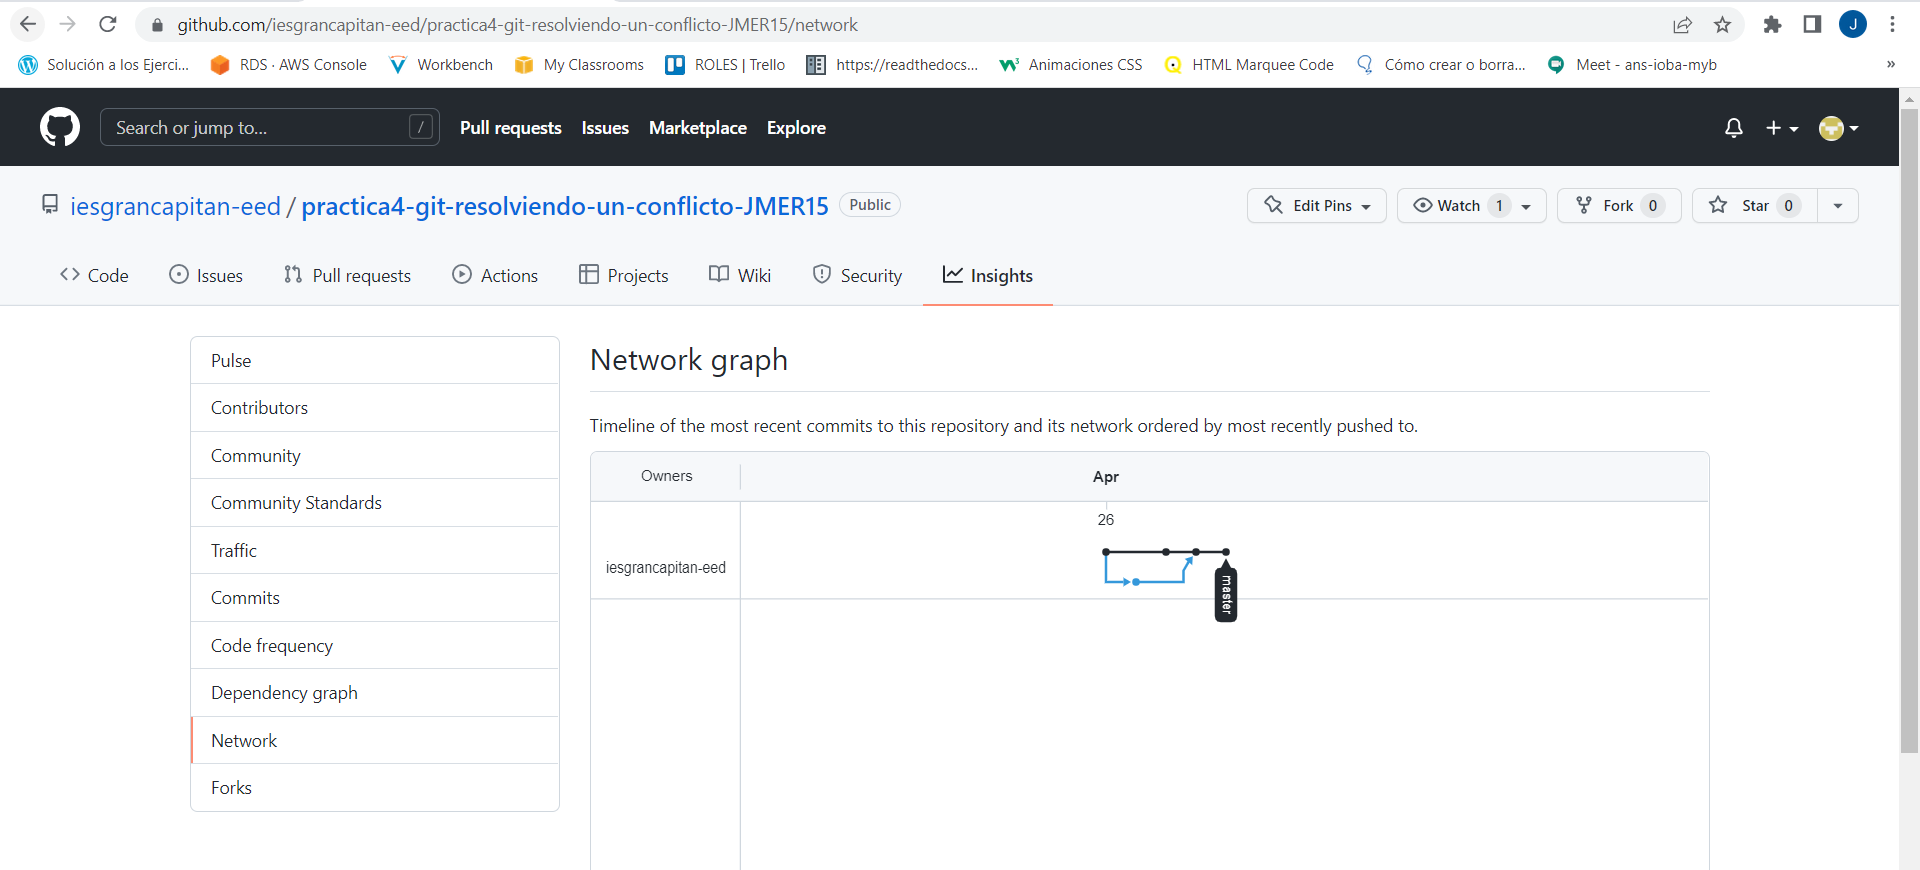 github.com/iesgrancapitan-eed/practica4-git-resolviendo-un-conflicto-JMER15/network
J
Solución a los Ejerci... RDS · AWS Console Workbench My Classrooms ROLES | Trello https://readthedocs... Animaciones CSS HTML Marquee Code Cómo crear o borra... Meet - ans-ioba-myb »
Search or jump to... / Pull requests Issues Marketplace Explore
iesgrancapitan-eed / practica4-git-resolviendo-un-conflicto-JMER15 Public Edit Pins Watch 1 Fork 0 Star 0
Code Issues Pull requests Actions Projects Wiki Security Insights
Pulse
Contributors
Community
Community Standards
Traffic
Commits
Code frequency
Dependency graph
Network
Forks
Network graph
Timeline of the most recent commits to this repository and its network ordered by most recently pushed to.
Owners Apr
26
iesgrancapitan-eed
master